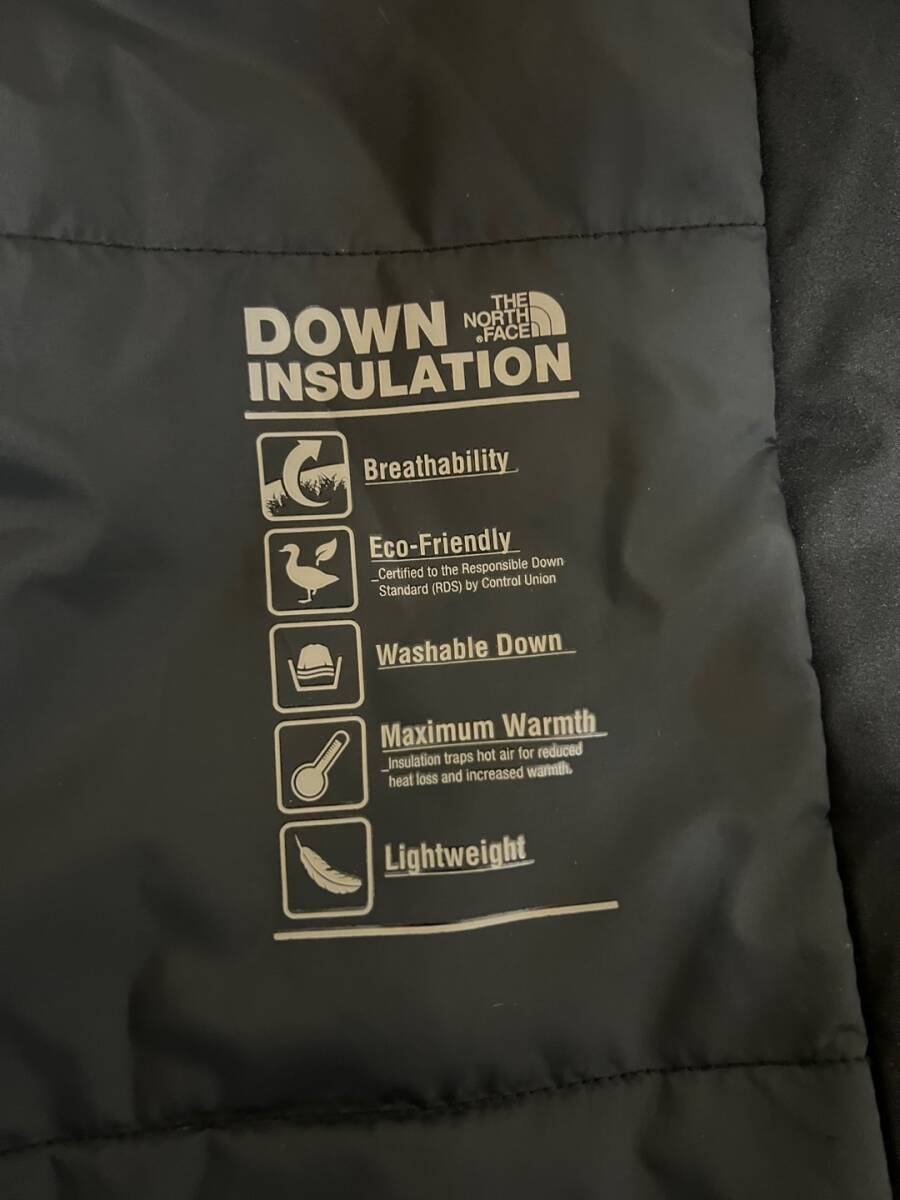 DOWN
THE
NORTH
FACE
INSULATION
Breathability
Eco-Friendly
Certified to the Responsible Down
Standard (RDS) by Control Union
Washable Down
Maximum Warmth
Insulation traps hot air for reduced
heat loss and increased warmth.
Lightweight